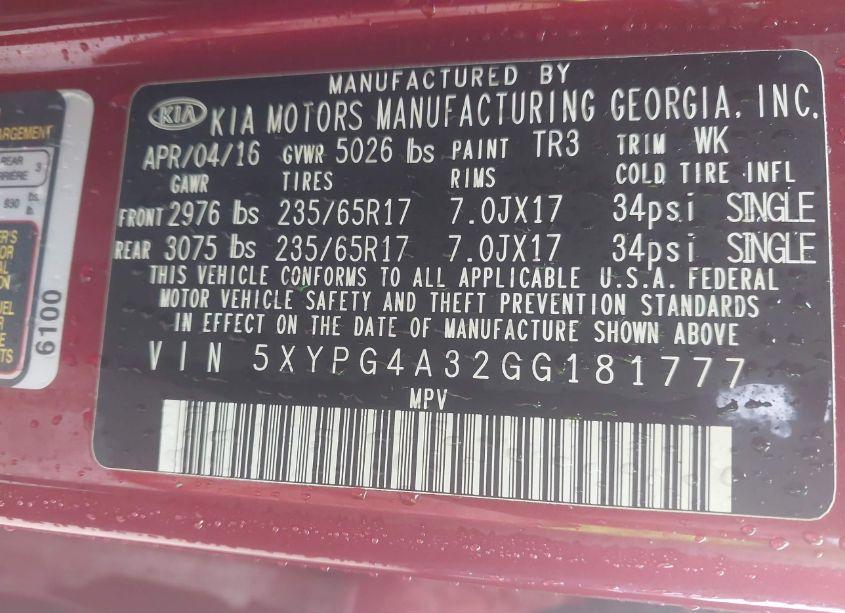 MANUFACTURED BY
KIA KIA MOTORS MANUFACTURING GEORGIA, INC.
APR/04/16 GVWR 5026 lbs PAINT TR3 TRIM WK
GAWR TIRES RIMS COLD TIRE INFL
FRONT 2976 lbs 235/65R17 7.0JX17 34psi SINGLE
REAR 3075 lbs 235/65R17 7.0JX17 34psi SINGLE
THIS VEHICLE CONFORMS TO ALL APPLICABLE U.S.A. FEDERAL
MOTOR VEHICLE SAFETY AND THEFT PREVENTION STANDARDS
IN EFFECT ON THE DATE OF MANUFACTURE SHOWN ABOVE
VIN 5XYPG4A32GG181777
MPV
REAR 3
6100